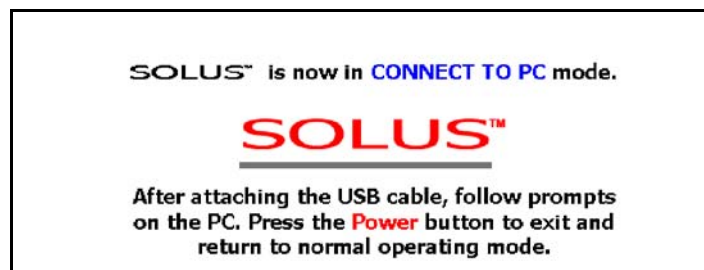 SOLUS™ is now in CONNECT TO PC mode.
SOLUS™
After attaching the USB cable, follow prompts
on the PC. Press the Power button to exit and
return to normal operating mode.